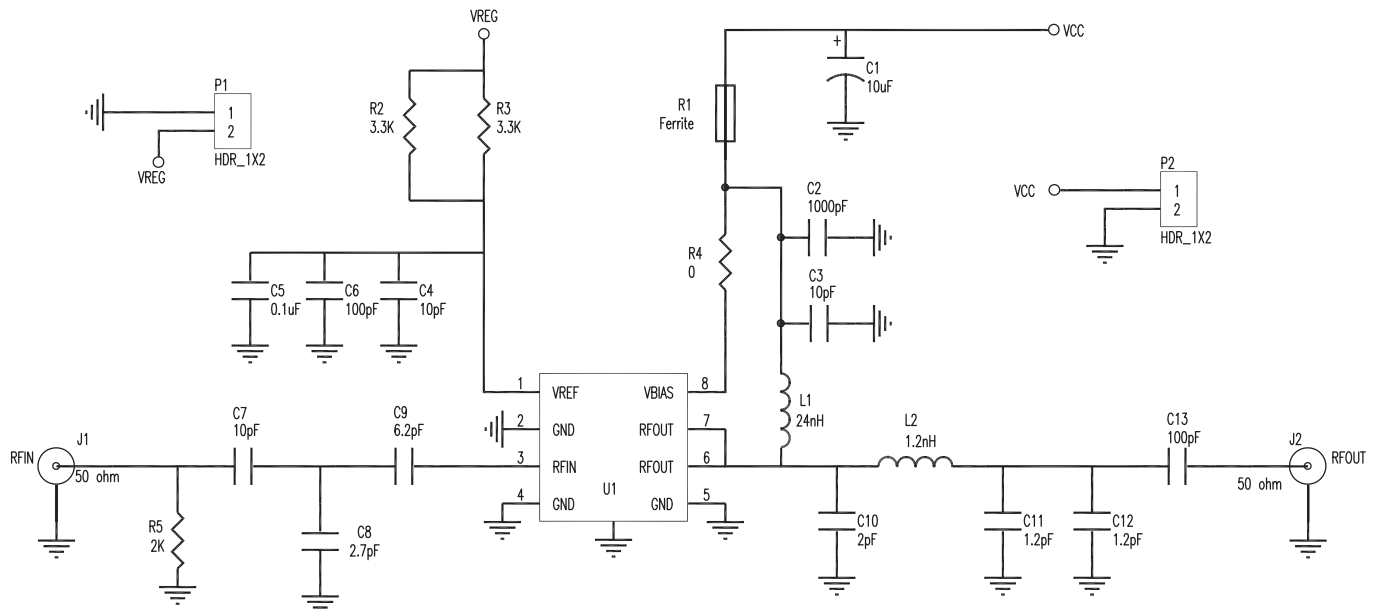 VREG
VCC
+
C1
10uF
P1
1
2
HDR_1X2
VREG
R2
3.3K
R3
3.3K
R1
Ferrite
P2
VCC
1
2
HDR_1X2
C2
1000pF
R4
0
C3
10pF
C5
0.1uF
C6
100pF
C4
10pF
1
VREF
VBIAS
8
2
GND
RFOUT
7
3
RFIN
RFOUT
6
4
GND
U1
GND
5
L1
24nH
RFIN
J1
50 ohm
C7
10pF
C9
6.2pF
R5
2K
C8
2.7pF
L2
1.2nH
C10
2pF
C11
1.2pF
C12
1.2pF
C13
100pF
J2
RFOUT
50 ohm